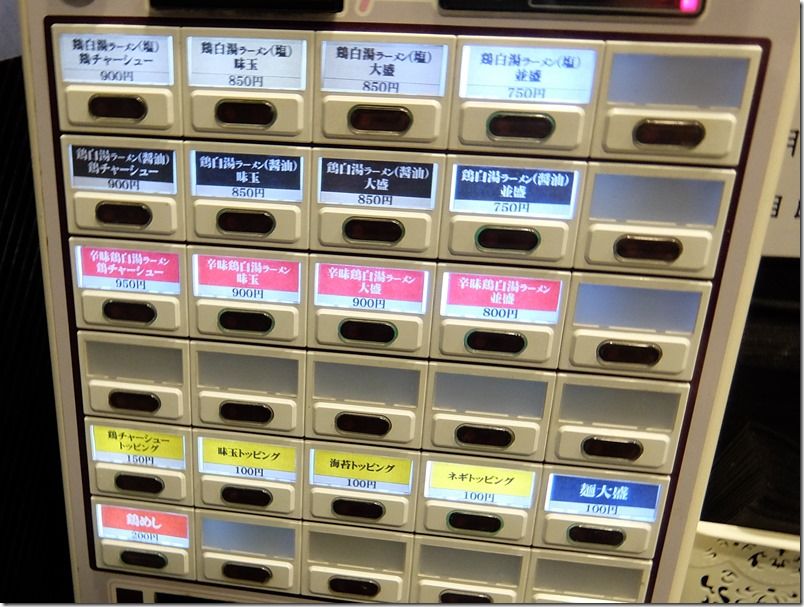 鶏白湯ラーメン(塩)
鶏チャーシュー
900円
鶏白湯ラーメン(塩)
味玉
850円
鶏白湯ラーメン(塩)
大盛
850円
鶏白湯ラーメン(塩)
並盛
750円
鶏白湯ラーメン(醤油)
鶏チャーシュー
900円
鶏白湯ラーメン(醤油)
味玉
850円
鶏白湯ラーメン(醤油)
大盛
850円
鶏白湯ラーメン(醤油)
並盛
750円
辛味鶏白湯ラーメン
鶏チャーシュー
950円
辛味鶏白湯ラーメン
味玉
900円
辛味鶏白湯ラーメン
大盛
900円
辛味鶏白湯ラーメン
並盛
800円
鶏チャーシュー
トッピング
150円
味玉トッピング
100円
海苔トッピング
100円
ネギトッピング
100円
麺大盛
100円
鶏めし
200円